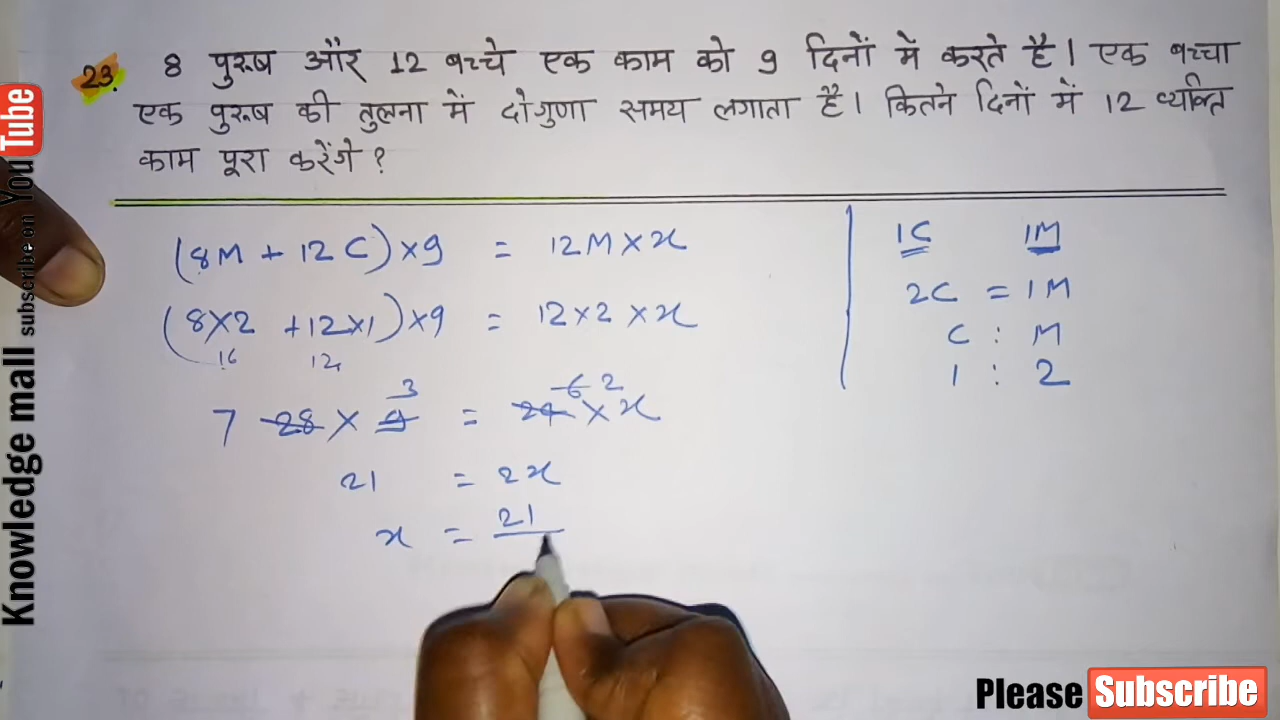 23. 8 पुरुष और 12 बच्चे एक काम को 9 दिनों में करते है। एक बच्चा
एक पुरुष की तुलना में दोगुणा समय लगाता है। कितने दिनों में 12 व्यक्ति
काम पूरा करेंगे ?
(8M + 12C) × 9 = 12M × x
(8×2 + 12×1) × 9 = 12 × 2 × x
16 12
3 6 2
7 28 × 9 = 24 × x
21 = 2x
x = 21
1C 1M
2C = 1M
C : M
1 : 2
Knowledge mall subscribe on YouTube
Please Subscribe